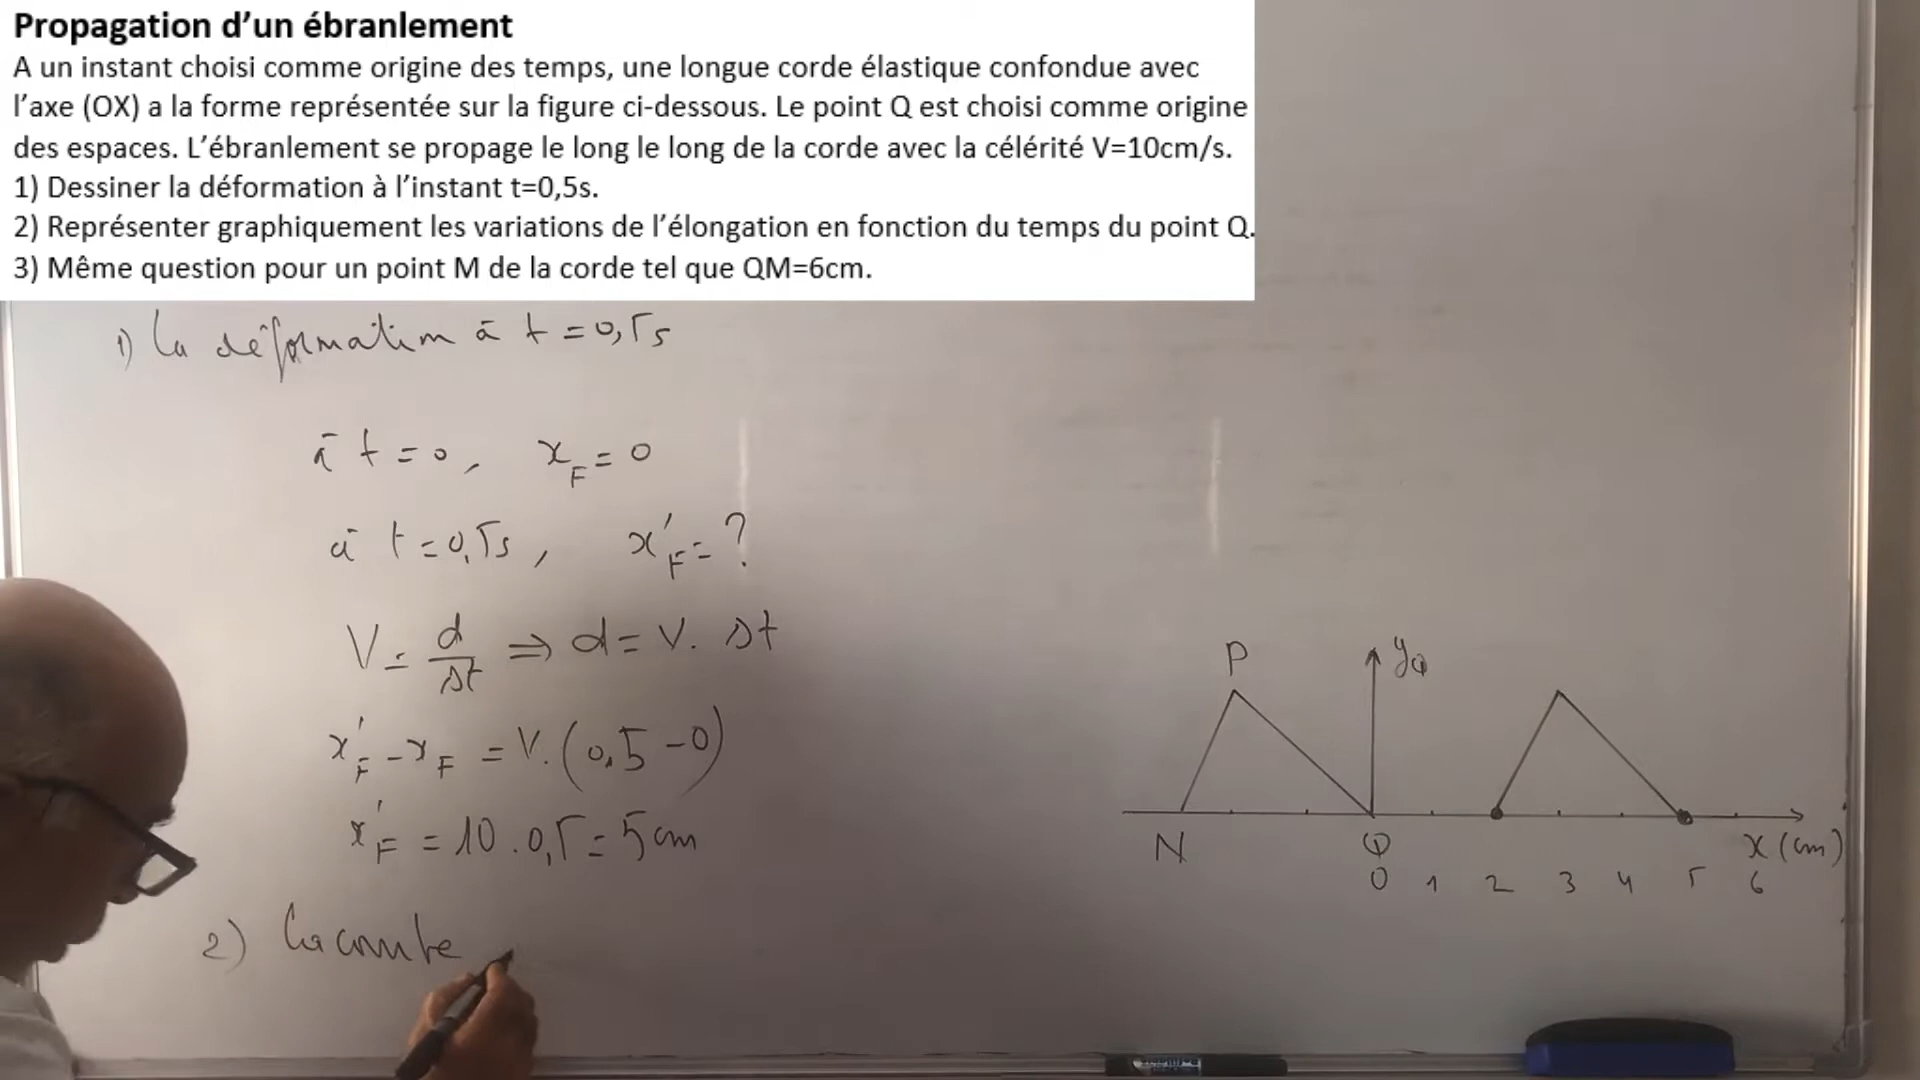 Propagation d’un ébranlement
A un instant choisi comme origine des temps, une longue corde élastique confondue avec
l’axe (OX) a la forme représentée sur la figure ci-dessous. Le point Q est choisi comme origine
des espaces. L’ébranlement se propage le long le long de la corde avec la célérité V=10cm/s.
1) Dessiner la déformation à l’instant t=0,5s.
2) Représenter graphiquement les variations de l’élongation en fonction du temps du point Q.
3) Même question pour un point M de la corde tel que QM=6cm.
1) La déformation à t = 0,5s
à t = 0, x_F = 0
à t = 0,5s, x'_F = ?
V = d/Δt ⇒ d = V. Δt
x'_F - x_F = V.(0,5 - 0)
x'_F = 10 . 0,5 = 5 cm
2) La courbe
P y_Q
N Q x (cm)
0 1 2 3 4 5 6